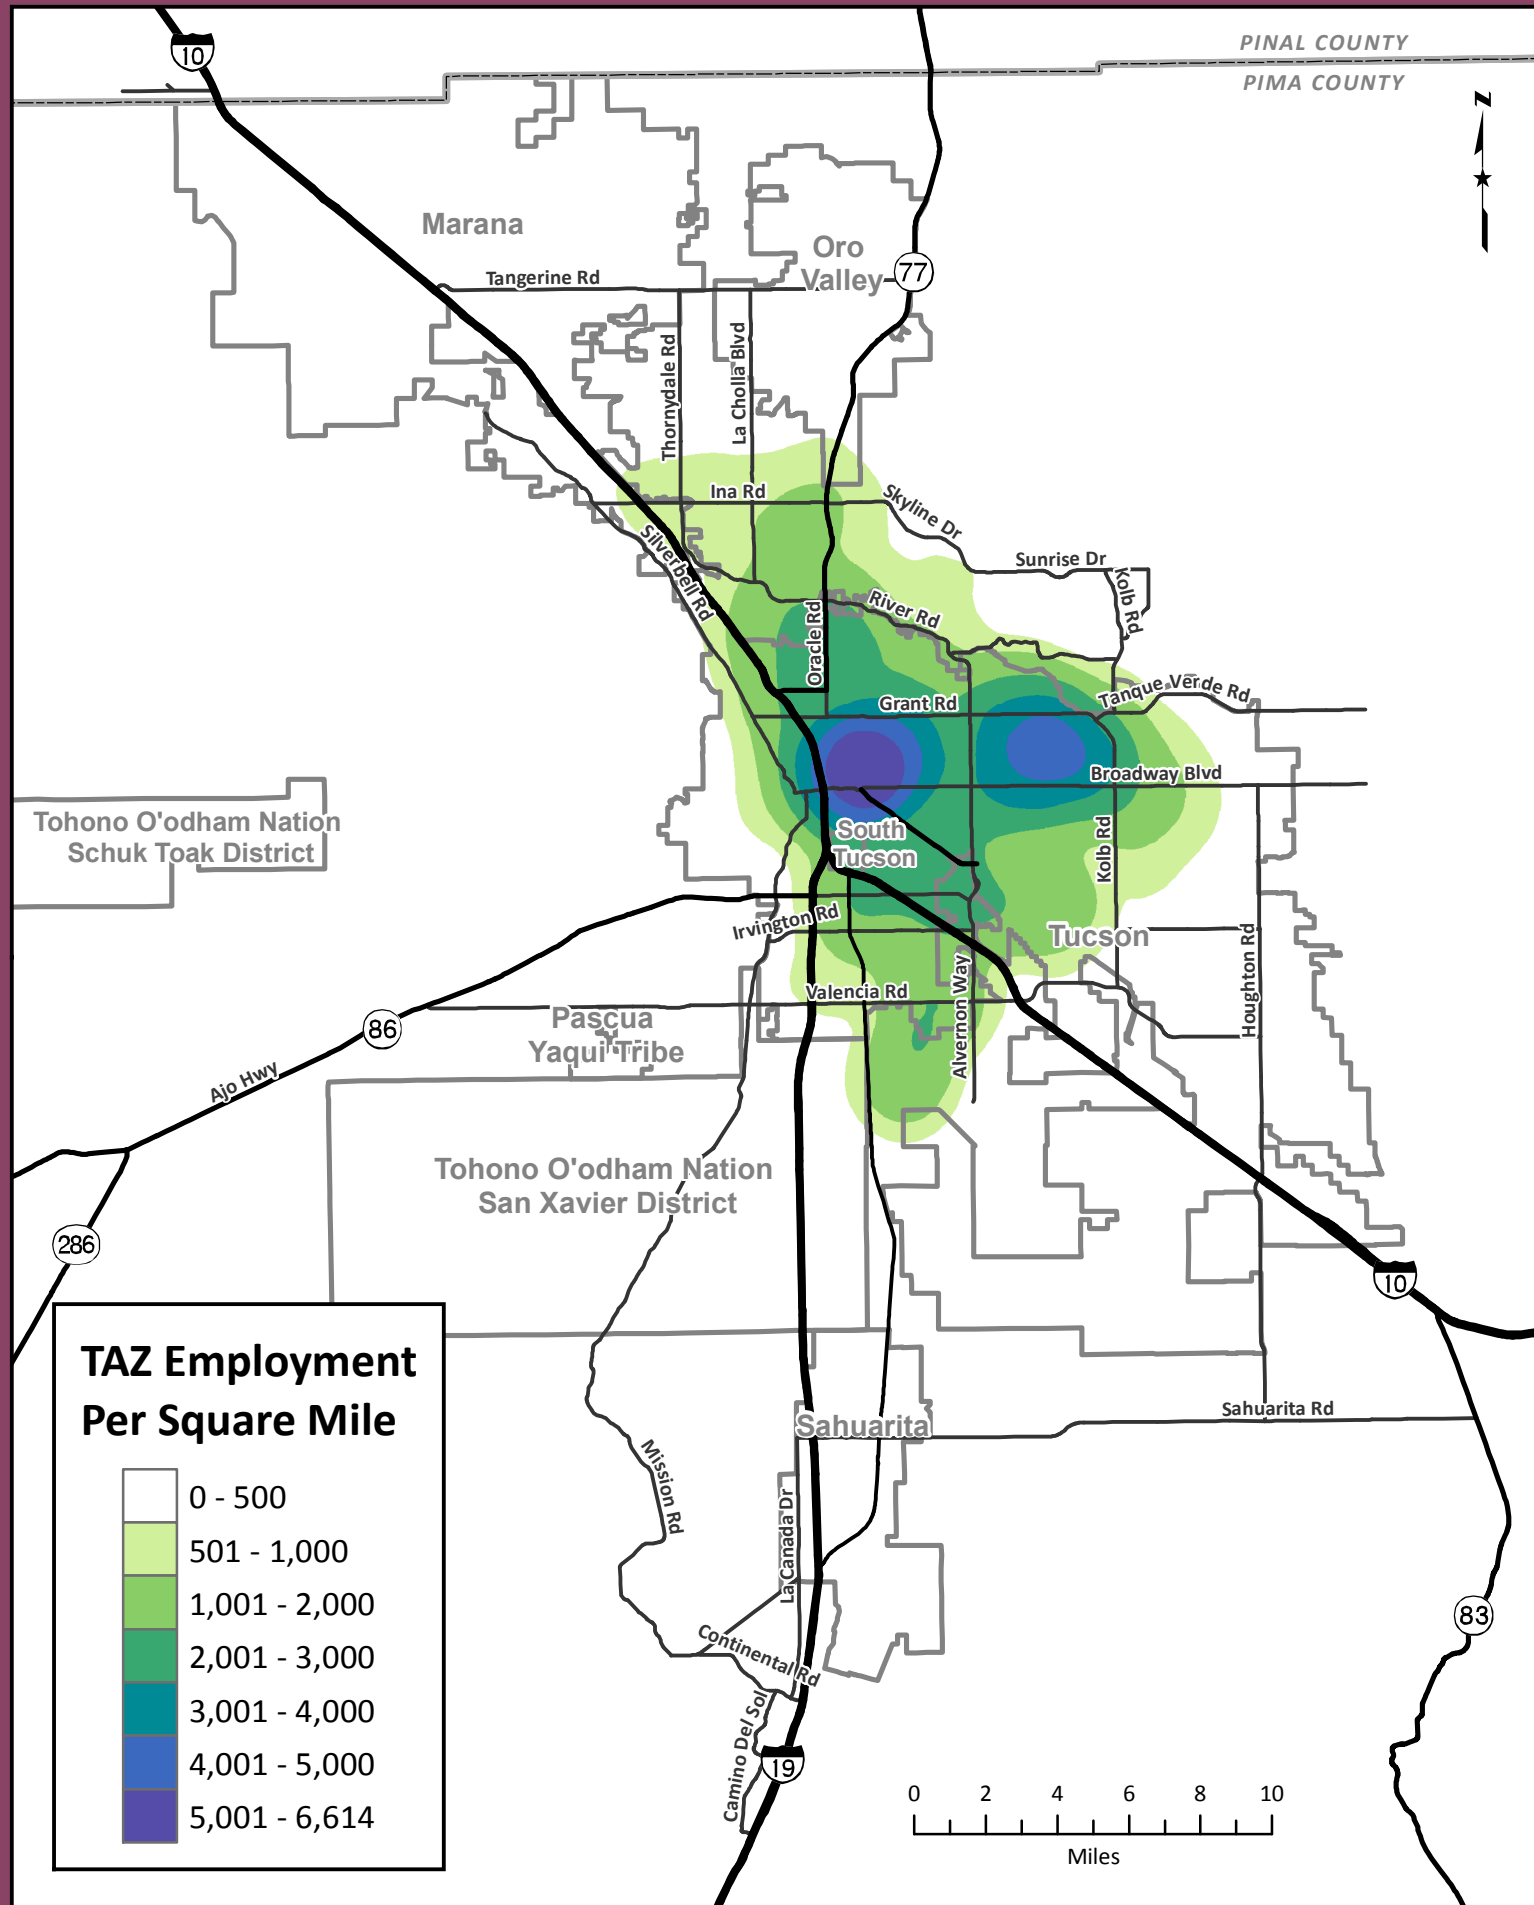 10
PINAL COUNTY
PIMA COUNTY
N
Marana
Oro
Valley
77
Tangerine Rd
Thornydale Rd
La Cholla Blvd
Ina Rd
Skyline Dr
Silverbell Rd
Sunrise Dr
Kolb Rd
River Rd
Oracle Rd
Grant Rd
Tanque Verde Rd
Broadway Blvd
Tohono O'odham Nation
Schuk Toak District
South
Tucson
Kolb Rd
Irvington Rd
Tucson
Houghton Rd
Valencia Rd
Alvernon Way
Pascua
Yaqui Tribe
86
Ajo Hwy
Tohono O'odham Nation
San Xavier District
286
10
TAZ Employment
Per Square Mile
0 - 500
501 - 1,000
1,001 - 2,000
2,001 - 3,000
3,001 - 4,000
4,001 - 5,000
5,001 - 6,614
Sahuarita
Sahuarita Rd
Mission Rd
La Canada Dr
83
Continental Rd
Camino Del Sol
19
0 2 4 6 8 10
Miles